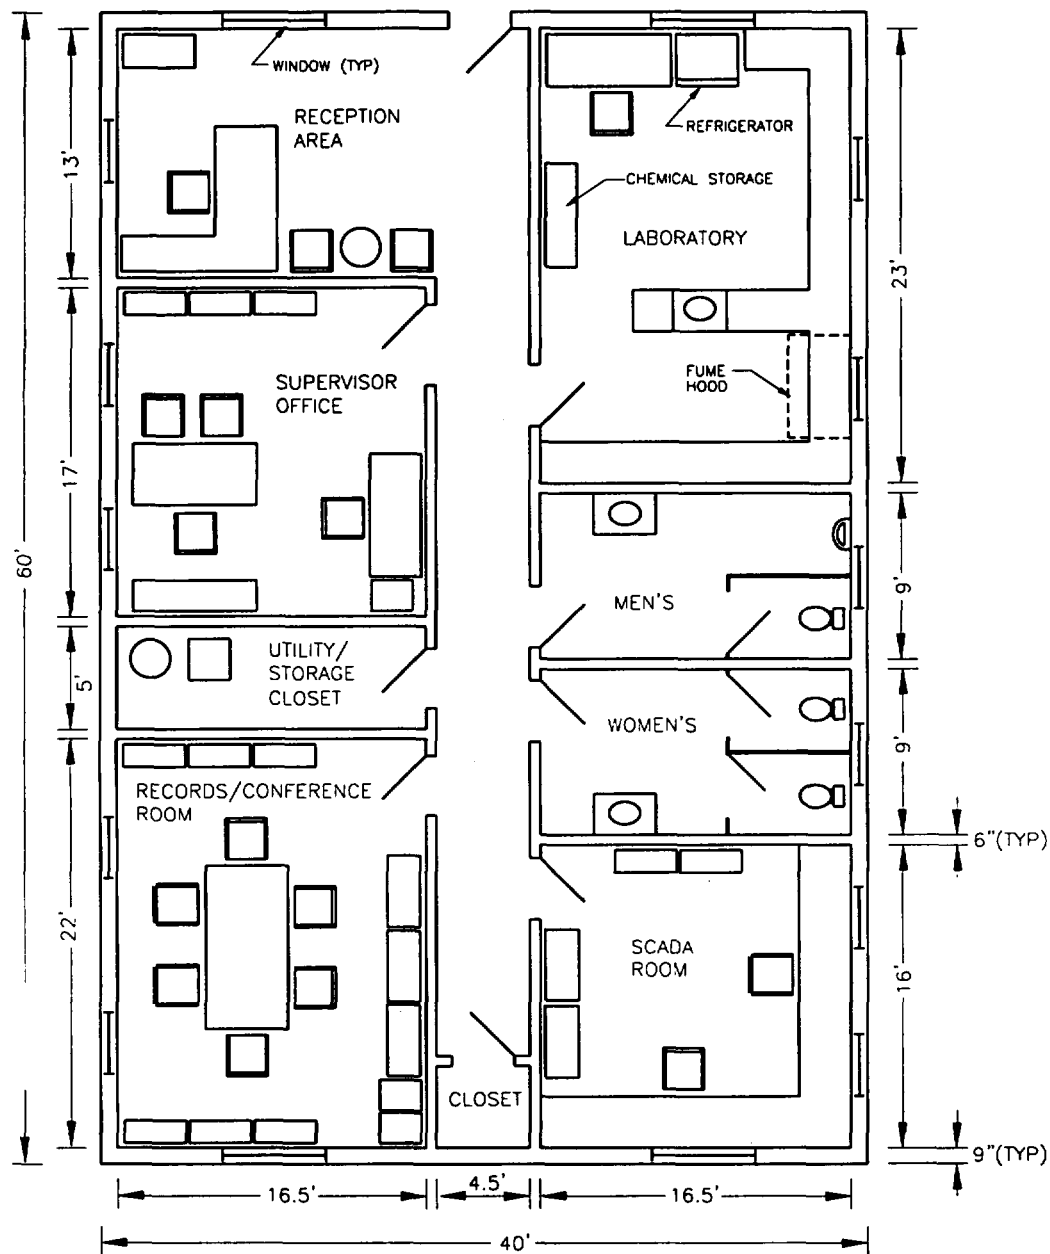 WINDOW (TYP)
RECEPTION
AREA
REFRIGERATOR
CHEMICAL STORAGE
LABORATORY
13'
23'
SUPERVISOR
OFFICE
FUME
HOOD
17'
60'
MEN'S
9'
UTILITY/
STORAGE
CLOSET
5'
WOMEN'S
9'
RECORDS/CONFERENCE
ROOM
6"(TYP)
22'
SCADA
ROOM
16'
CLOSET
9"(TYP)
16.5'
4.5'
16.5'
40'